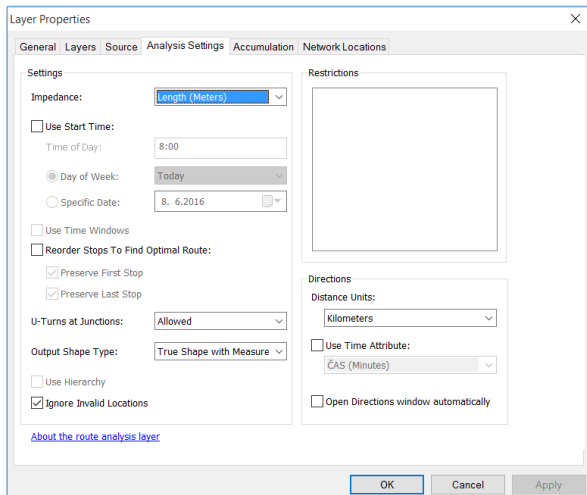 Layer Properties
General Layers Source Analysis Settings Accumulation Network Locations
Settings
Impedance: Length (Meters)
Use Start Time:
Time of Day: 8:00
Day of Week: Today
Specific Date: 8. 6.2016
Use Time Windows
Reorder Stops To Find Optimal Route:
Preserve First Stop
Preserve Last Stop
U-Turns at Junctions: Allowed
Output Shape Type: True Shape with Measure
Use Hierarchy
Ignore Invalid Locations
About the route analysis layer
Restrictions
Directions
Distance Units:
Kilometers
Use Time Attribute:
ČAS (Minutes)
Open Directions window automatically
OK Cancel Apply